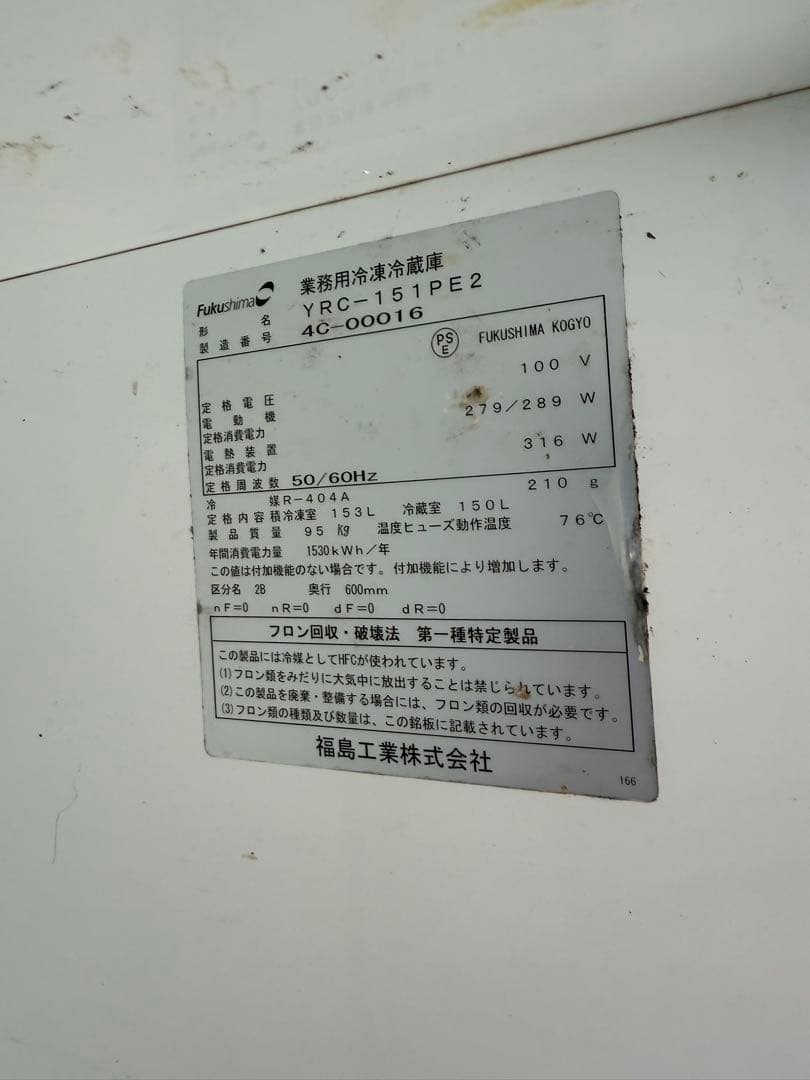 Fukushima 業務用冷凍冷蔵庫
形名 YRC-151PE2
製造番号 4C-00016
PSE FUKUSHIMA KOGYO
定格電圧 100 V
電動機定格消費電力 279/289 W
電熱装置定格消費電力 316 W
定格周波数 50/60Hz
冷媒 R-404A 210 g
定格内容積 冷凍室 153L 冷蔵室 150L
製品質量 95 Kg 温度ヒューズ動作温度 76℃
年間消費電力量 1530kWh/年
この値は付加機能のない場合です。付加機能により増加します。
区分名 2B 奥行 600mm
nF=0 nR=0 dF=0 dR=0
フロン回収・破壊法 第一種特定製品
この製品には冷媒としてHFCが使われています。
(1)フロン類をみだりに大気中に放出することは禁じられています。
(2)この製品を廃棄・整備する場合には、フロン類の回収が必要です。
(3)フロン類の種類及び数量は、この銘板に記載されています。
福島工業株式会社
166